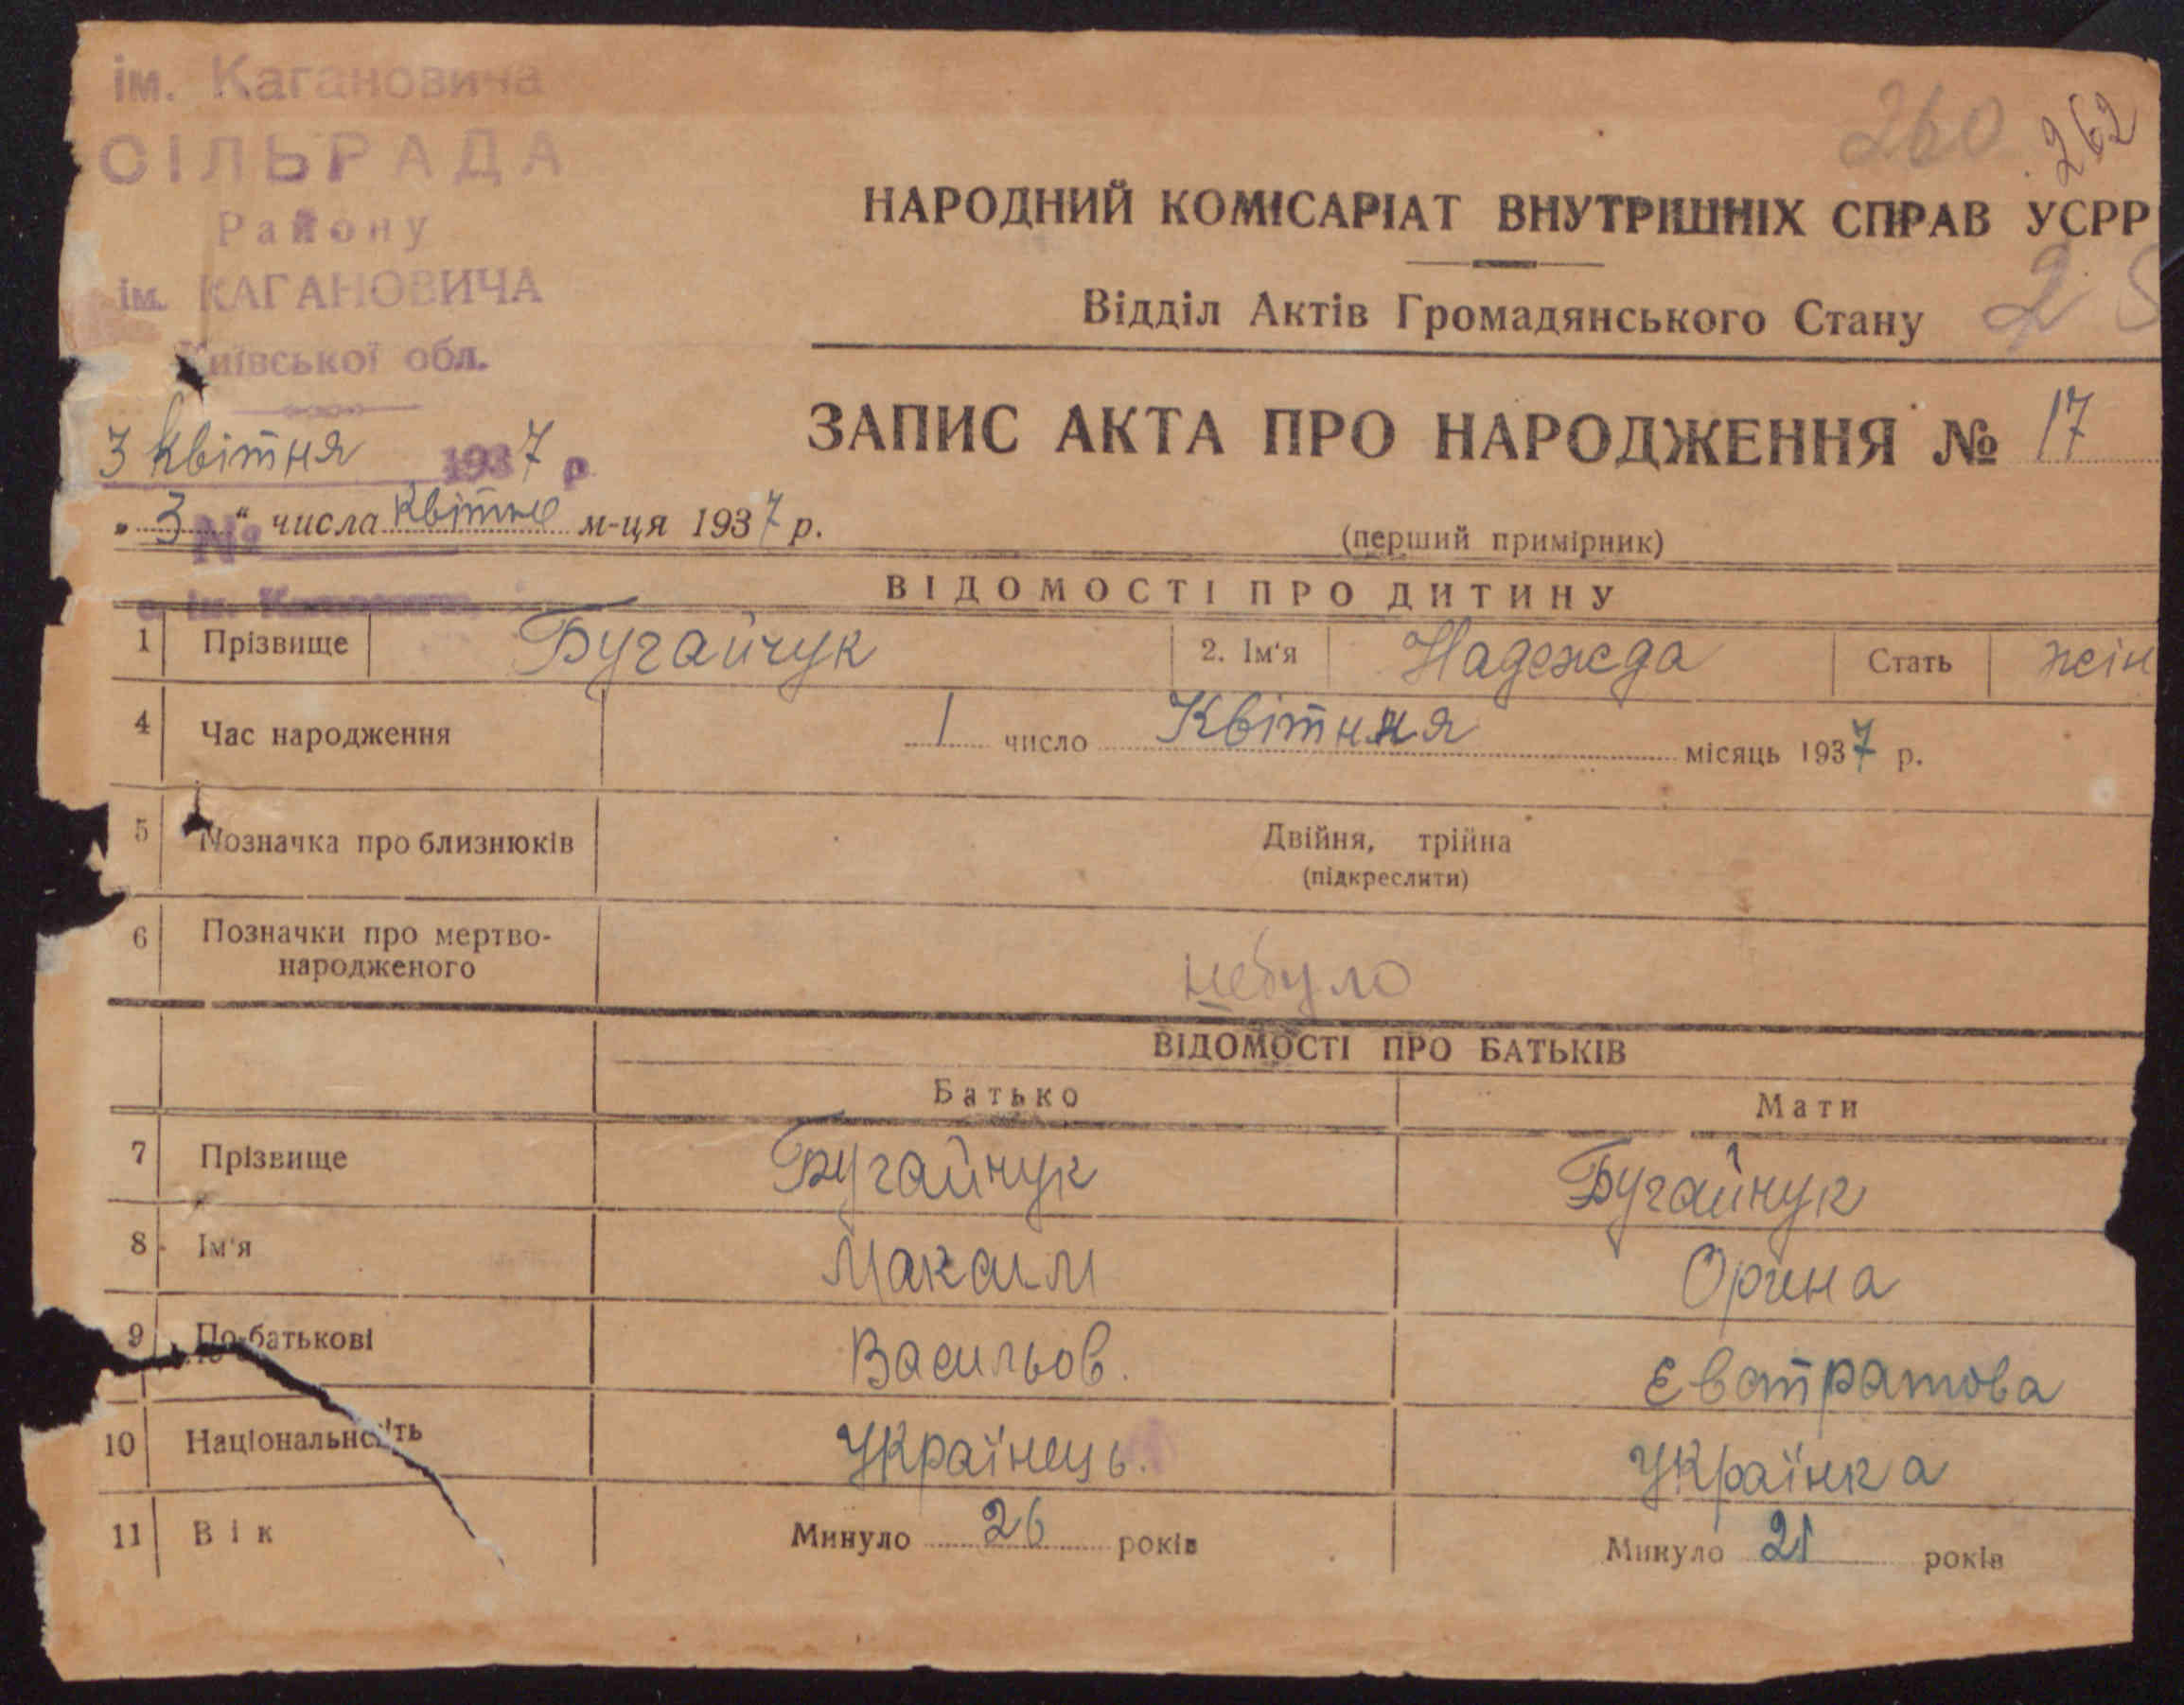 ім. Кагановича
СІЛЬРАДА
Району
ім. КАГАНОВИЧА
Київської обл.
3 Квітня 1937 р.
№
260
262
НАРОДНИЙ КОМІСАРІАТ ВНУТРІШНІХ СПРАВ УСРР
Відділ Актів Громадянського Стану
ЗАПИС АКТА ПРО НАРОДЖЕННЯ № 17
„ 3 “ числа Квітня м-ця 1937 р.
(перший примірник)
ВІДОМОСТІ ПРО ДИТИНУ
1 Прізвище Бугайчук 2. Ім'я Надежда Стать жін
4 Час народження 1 число Квітння місяць 1937 р.
5 Позначка про близнюків Двійня, трійна
(підкреслити)
6 Позначки про мертво-
народженого небуло
ВІДОМОСТІ ПРО БАТЬКІВ
Батько Мати
7 Прізвище Бугайчук Бугайчук
8 Ім'я Максим Орина
9 По-батькові Васильов. Євстратова
10 Національність Українець. Українка
11 Вік Минуло 26 років Минуло 21 років